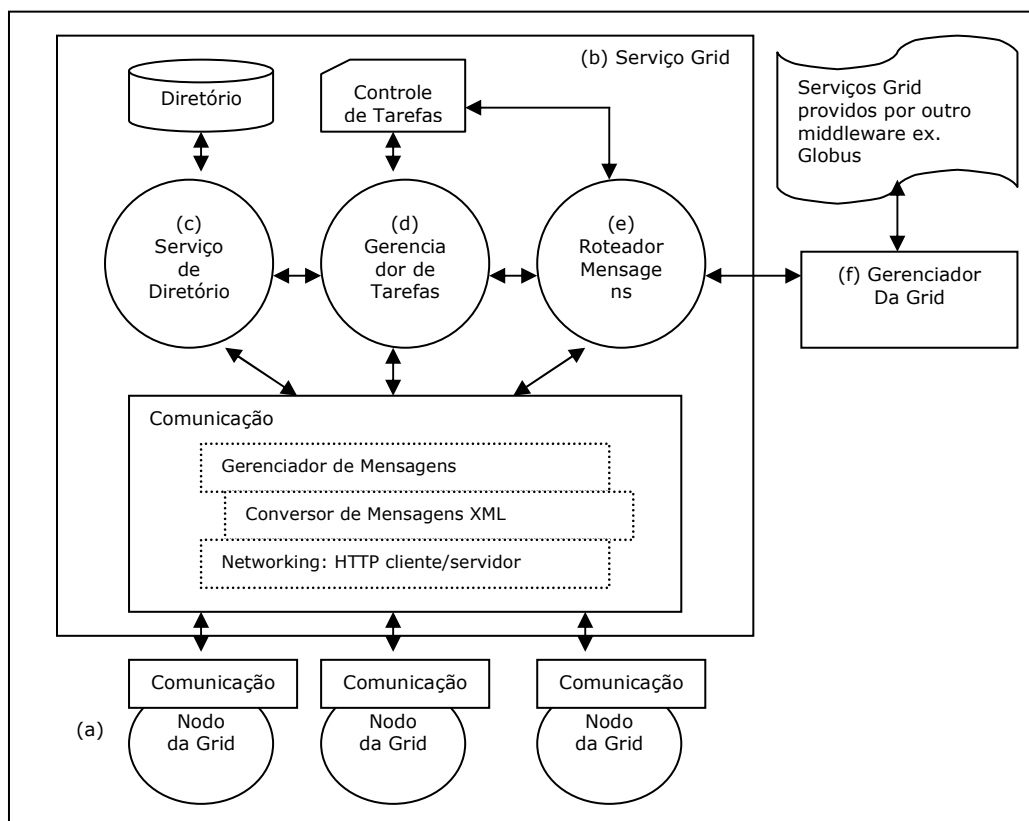 (b) Serviço Grid
Diretório
Controle
de Tarefas
Serviços Grid
providos por outro
middleware ex.
Globus
(c)
Serviço
de
Diretório
(d)
Gerencia
dor de
Tarefas
(e)
Roteador
Mensage
ns
(f) Gerenciador
Da Grid
Comunicação
Gerenciador de Mensagens
Conversor de Mensagens XML
Networking: HTTP cliente/servidor
Comunicação
Comunicação
Comunicação
(a)
Nodo
da Grid
Nodo
da Grid
Nodo
da Grid